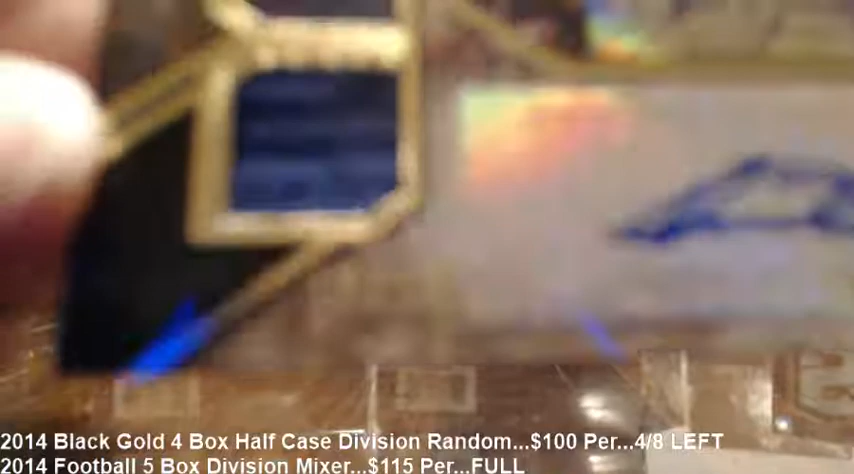 2014 Black Gold 4 Box Half Case Division Random...$100 Per...4/8 LEFT
2014 Football 5 Box Division Mixer...$115 Per...FULL